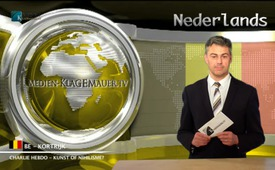 Nederlands
MEDIEN-KLAGEMAUER.TV
BE - KORTRIJK
CHARLIE HEBDO - KUNST OF NIHILISME?